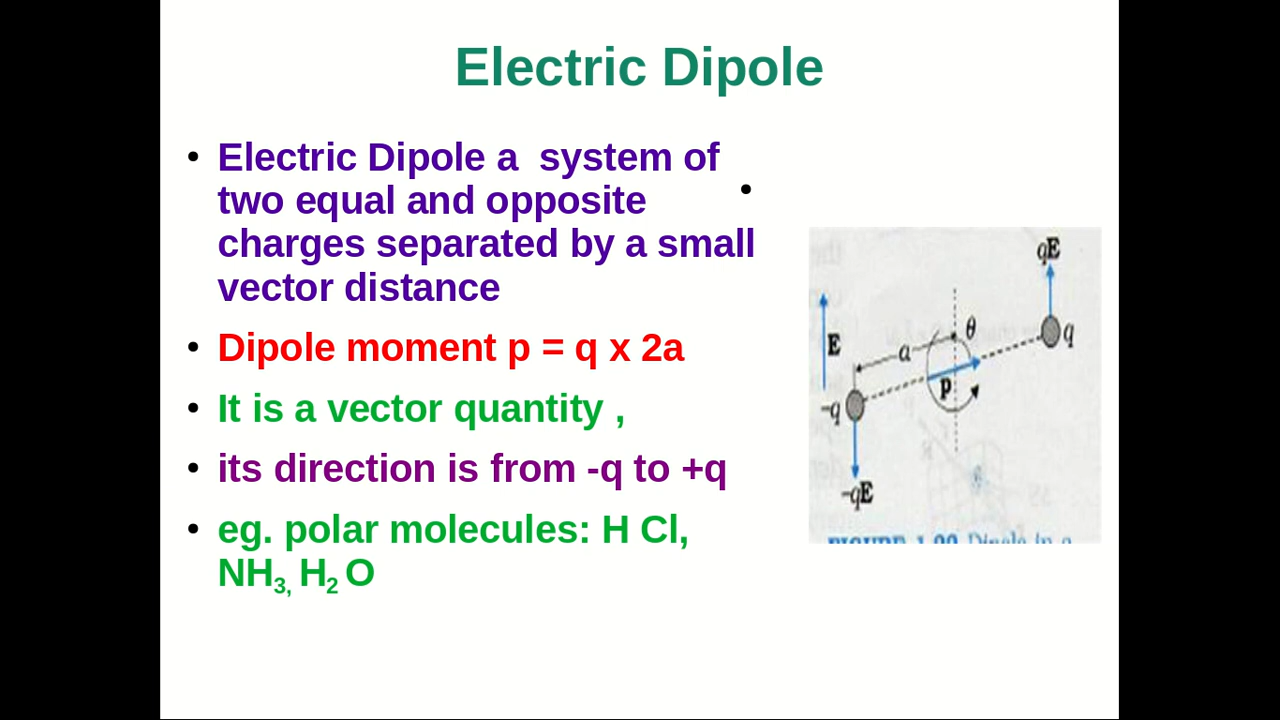 Electric Dipole
• Electric Dipole a  system of
two equal and opposite
charges separated by a small
vector distance
• Dipole moment p = q x 2a
• It is a vector quantity ,
• its direction is from -q to +q
• eg. polar molecules: H Cl,
NH₃, H₂ O
•
qE
θ
q
E
a
p
-q
-qE